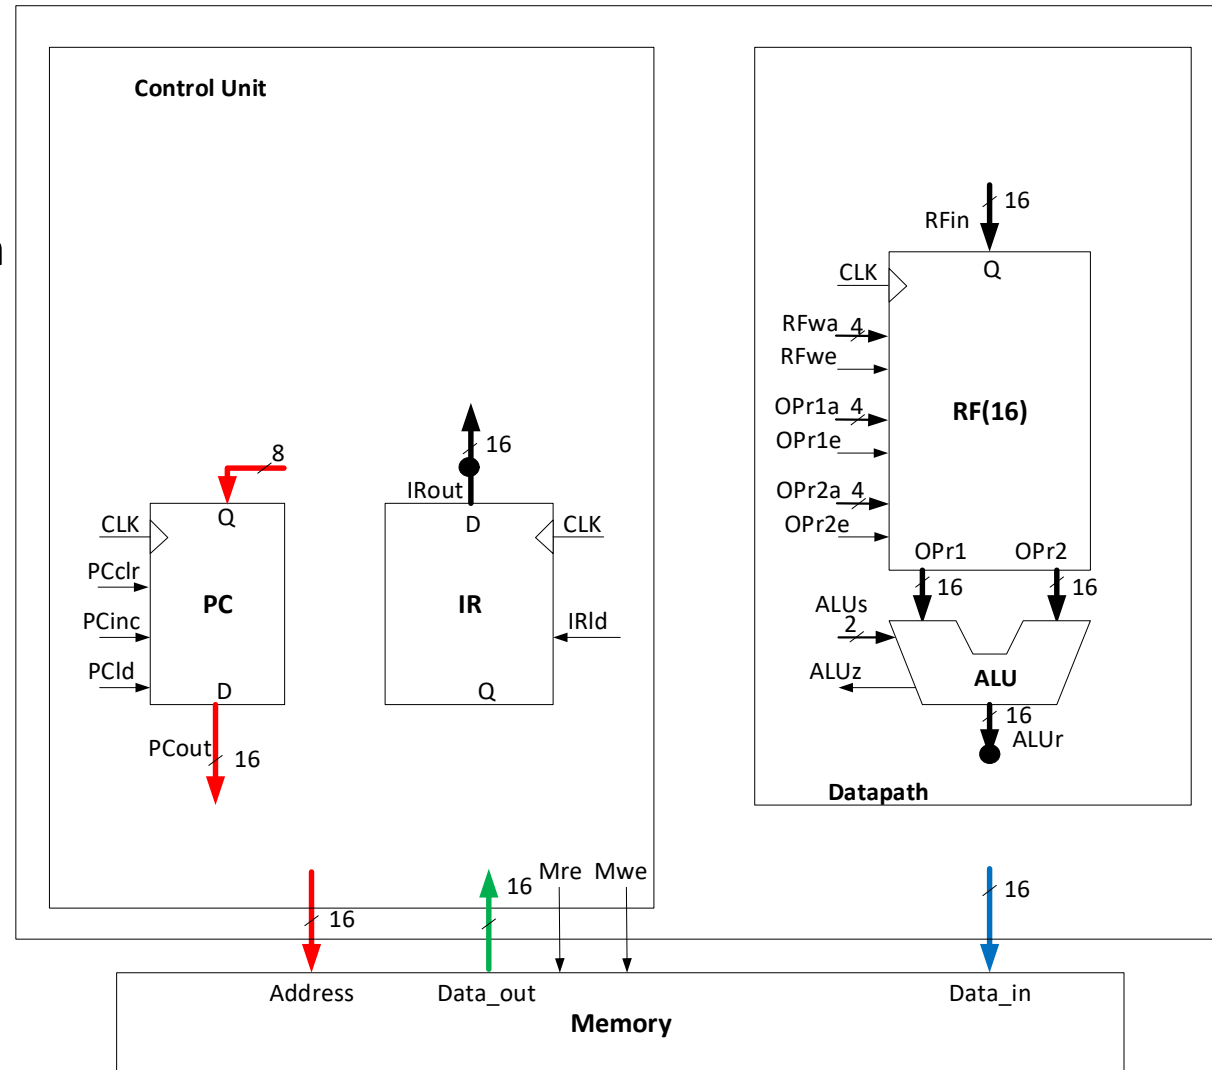 Control Unit
16
RFin
Q
CLK
RFwa 4
RFwe
OPr1a 4
OPr1e
OPr2a 4
OPr2e
RF(16)
OPr1 OPr2
16 16
ALUs
2
ALUz
ALU
16
ALUr
Datapath
8
Q
CLK
PCclr
PCinc
PCld
PC
D
PCout 16
16
IRout
D
CLK
IR
IRld
Q
16
16
Mre Mwe
16
Address Data_out Data_in
Memory